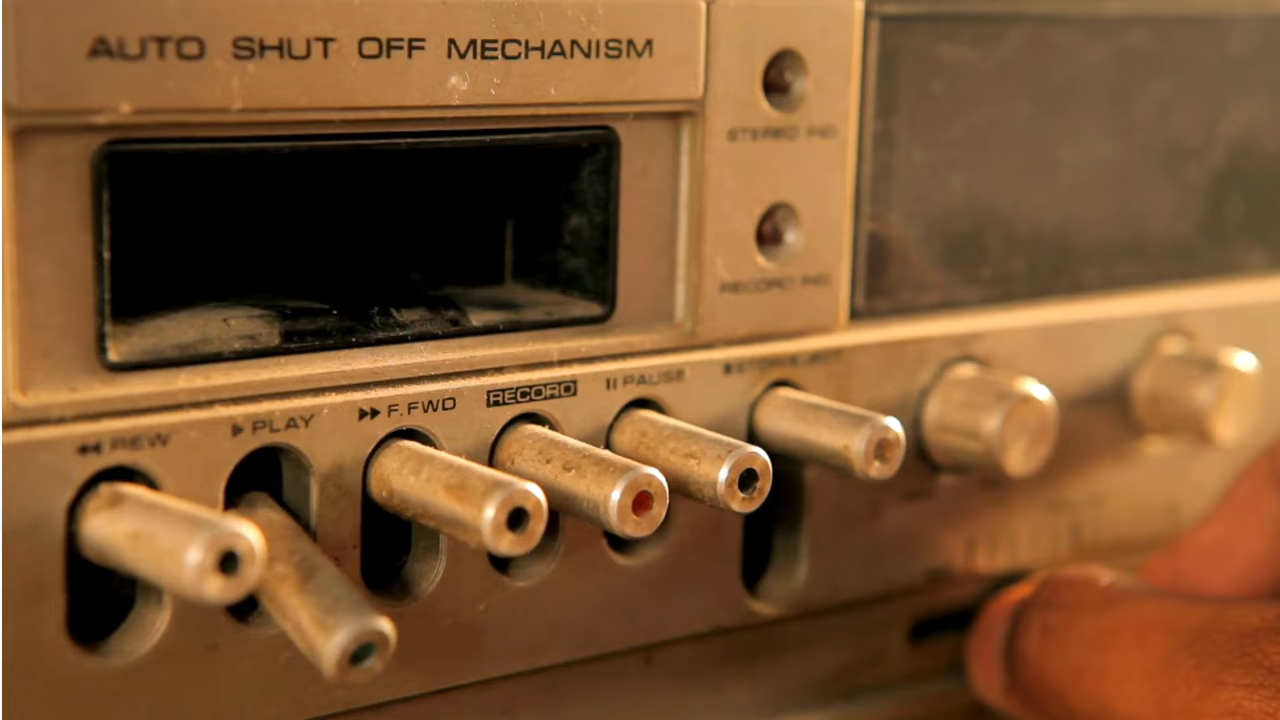 AUTO SHUT OFF MECHANISM
STEREO IND
RECORD IND
◀◀ REW
▶ PLAY
▶▶ F.FWD
RECORD
II PAUSE